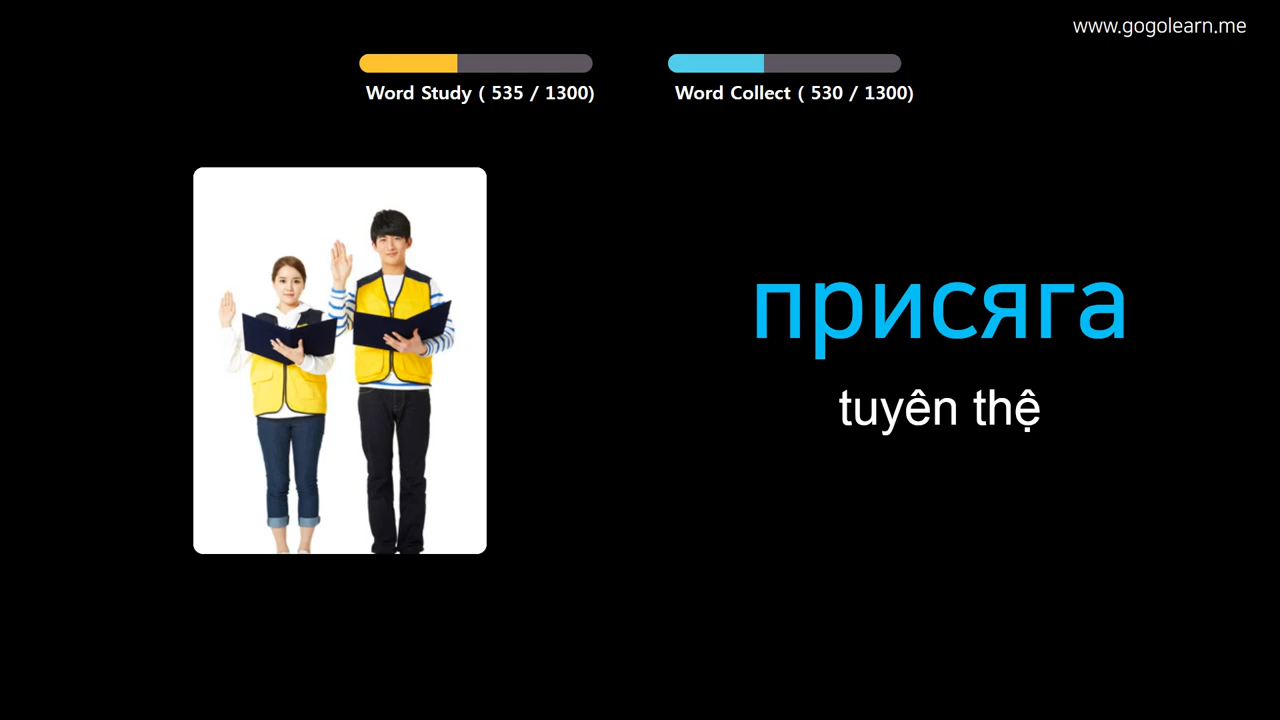 www.gogolearn.me
Word Study ( 535 / 1300)
Word Collect ( 530 / 1300)
присяга
tuyên thệ